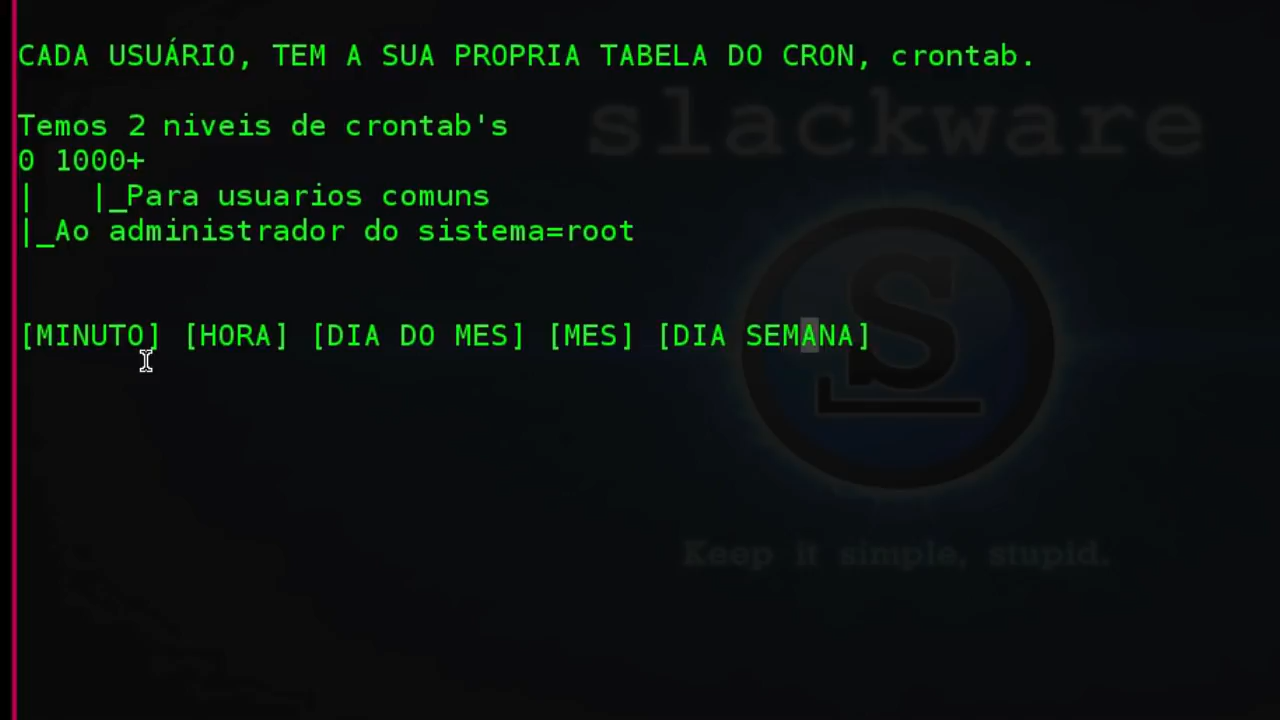 CADA USUÁRIO, TEM A SUA PROPRIA TABELA DO CRON, crontab.
slackware
Temos 2 niveis de crontab's
0 1000+
|   |_Para usuarios comuns
|_Ao administrador do sistema=root
[MINUTO] [HORA] [DIA DO MES] [MES] [DIA SEMANA]
S
Keep it simple, stupid.